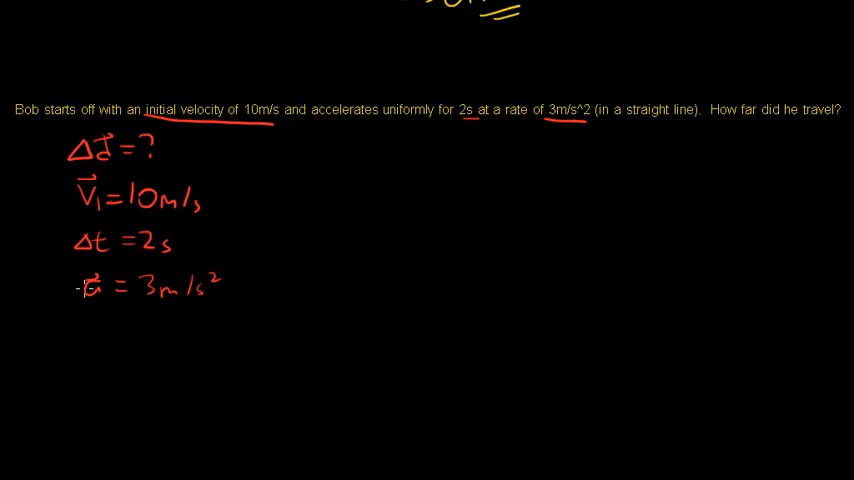 Bob starts off with an initial velocity of 10m/s and accelerates uniformly for 2s at a rate of 3m/s^2 (in a straight line). How far did he travel?
Δd⃗ = ?
V⃗₁ = 10m/s
Δt = 2s
a⃗ = 3m/s²